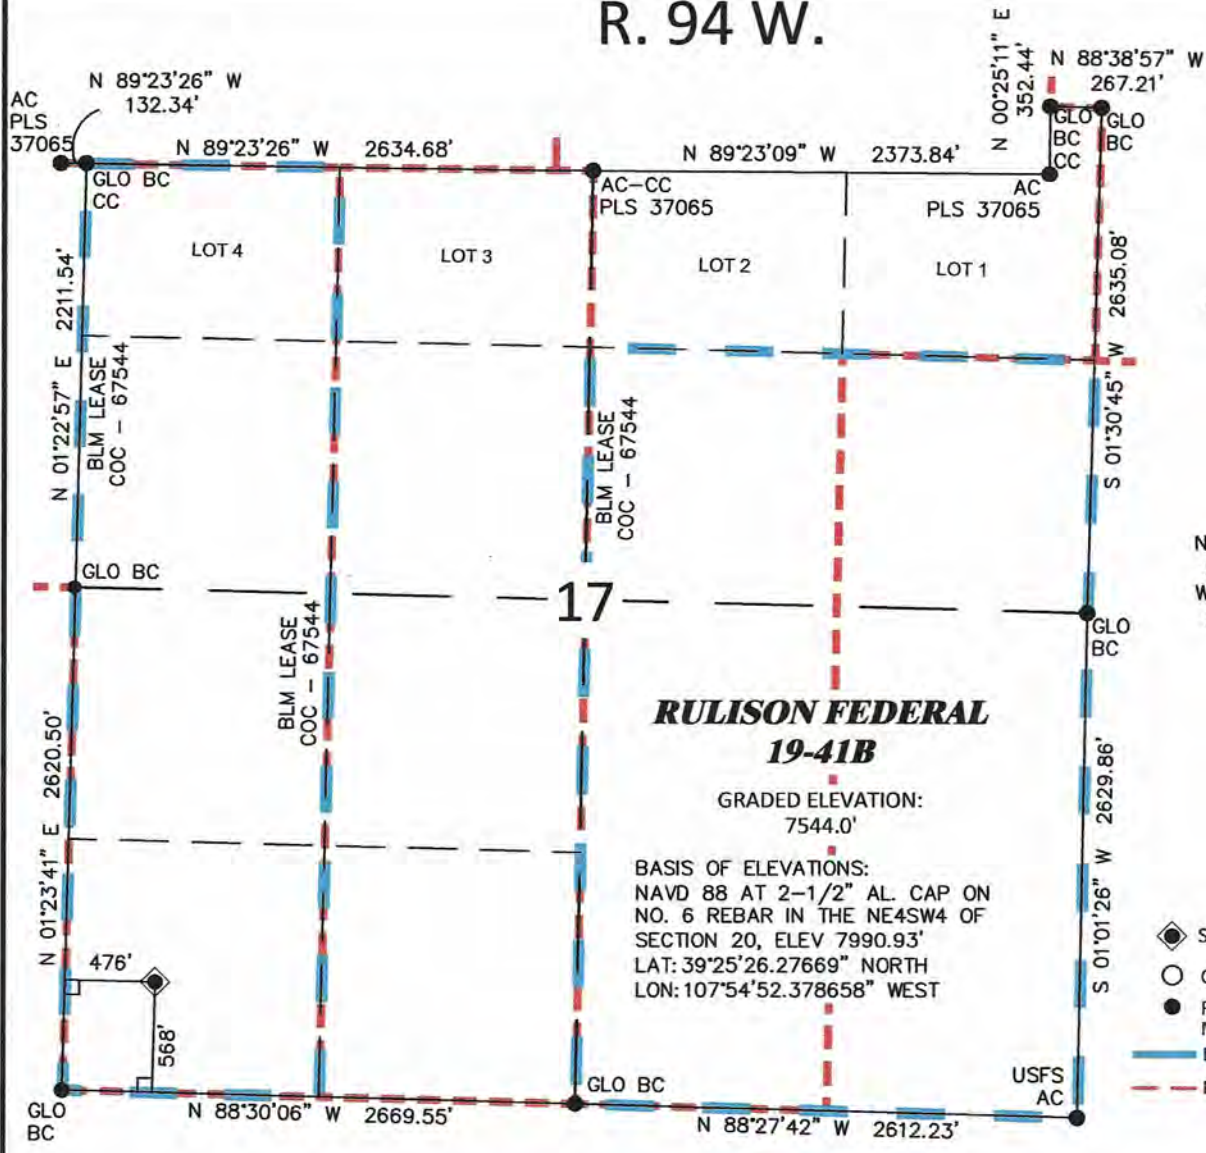 R. 94 W.
N 89°23'26" W
132.34'
AC
PLS
37065
N 89°23'26" W 2634.68'
GLO BC
CC
N 89°23'09" W 2373.84'
AC-CC
PLS 37065
N 00°25'11" E
352.44'
N 88°38'57" W
267.21'
GLO
BC
CC
GLO
BC
AC
PLS 37065
LOT 4
LOT 3
LOT 2
LOT 1
N 01°22'57" E 2211.54'
BLM LEASE
COC - 67544
BLM LEASE
COC - 67544
S 01°30'45" W 2635.08'
GLO BC
17
GLO
BC
N
W
BLM LEASE
COC - 67544
RULISON FEDERAL
19-41B
GRADED ELEVATION:
7544.0'
BASIS OF ELEVATIONS:
NAVD 88 AT 2-1/2" AL. CAP ON
NO. 6 REBAR IN THE NE4SW4 OF
SECTION 20, ELEV 7990.93'
LAT: 39°25'26.27669" NORTH
LON: 107°54'52.378658" WEST
N 01°23'41" E 2620.50'
S 01°01'26" W 2629.86'
476'
568'
S
GLO
BC
N 88°30'06" W 2669.55'
GLO BC
N 88°27'42" W 2612.23'
USFS
AC